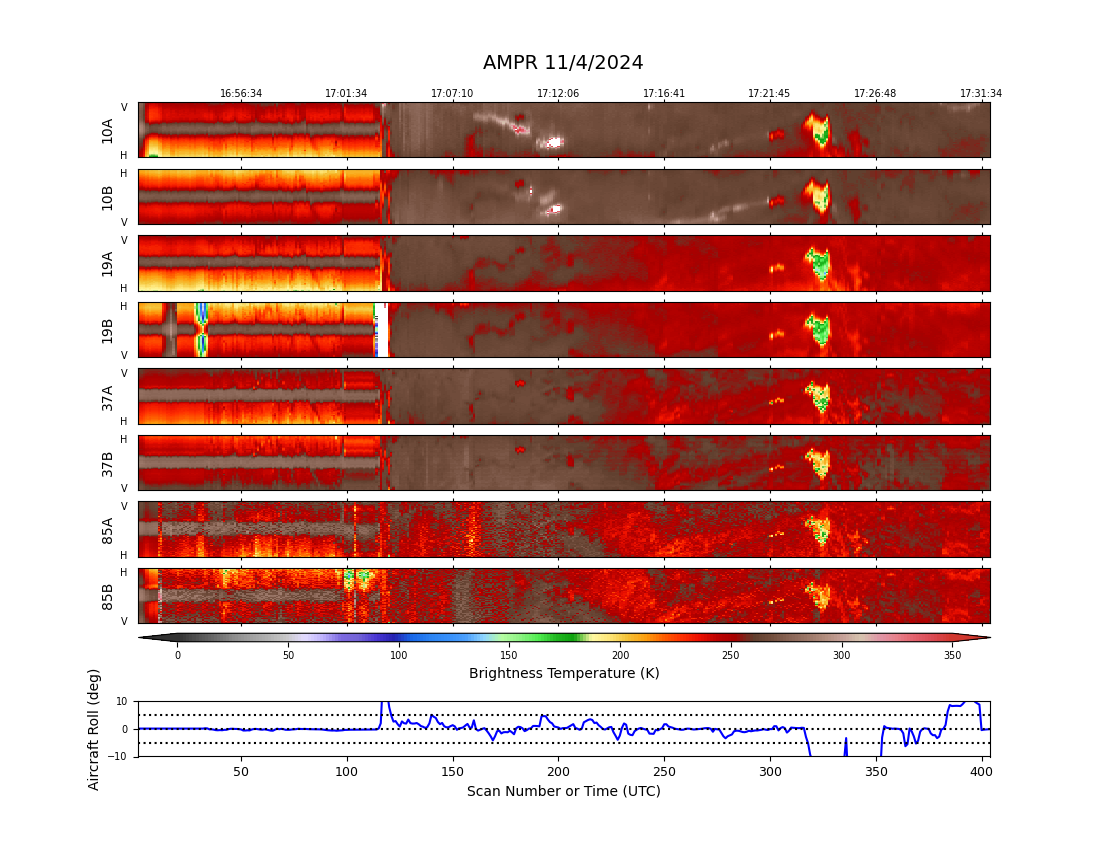 AMPR 11/4/2024
16:56:34 17:01:34 17:07:10 17:12:06 17:16:41 17:21:45 17:26:48 17:31:34
V
10A
H
H
10B
V
V
19A
H
H
19B
V
V
37A
H
H
37B
V
V
85A
H
H
85B
V
0 50 100 150 200 250 300 350
Brightness Temperature (K)
Aircraft Roll (deg)
10
0
−10
50 100 150 200 250 300 350 400
Scan Number or Time (UTC)